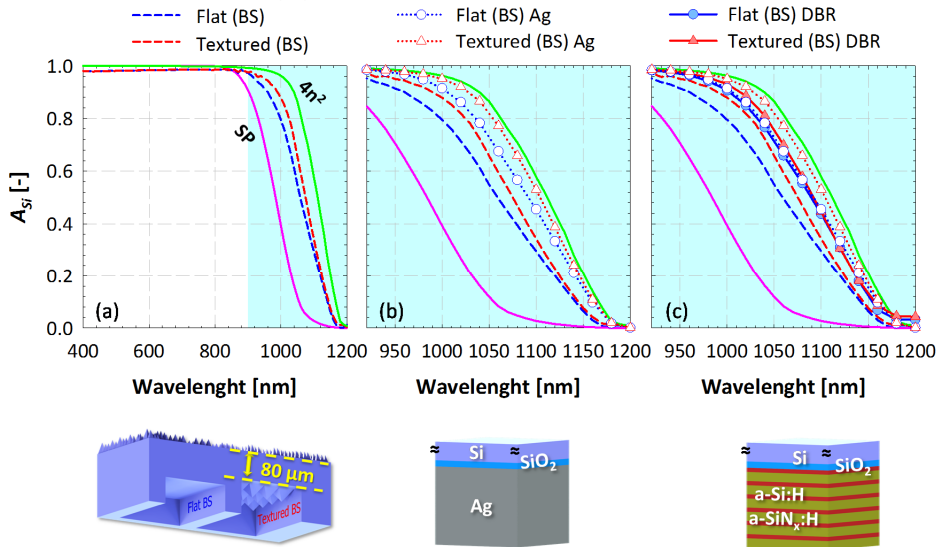 Flat (BS)
Flat (BS) Ag
Flat (BS) DBR
Textured (BS)
Textured (BS) Ag
Textured (BS) DBR
1.0
0.8
0.6
0.4
0.2
0.0
A_Si [-]
4n²
SP
(a)
(b)
(c)
400 600 800 1000 1200
950 1000 1050 1100 1150 1200
950 1000 1050 1100 1150 1200
Wavelenght [nm]
Wavelenght [nm]
Wavelenght [nm]
80 µm
Flat BS
Textured BS
≈ ≈
Si
SiO₂
Ag
≈ ≈
Si
SiO₂
a-Si:H
a-SiNₓ:H